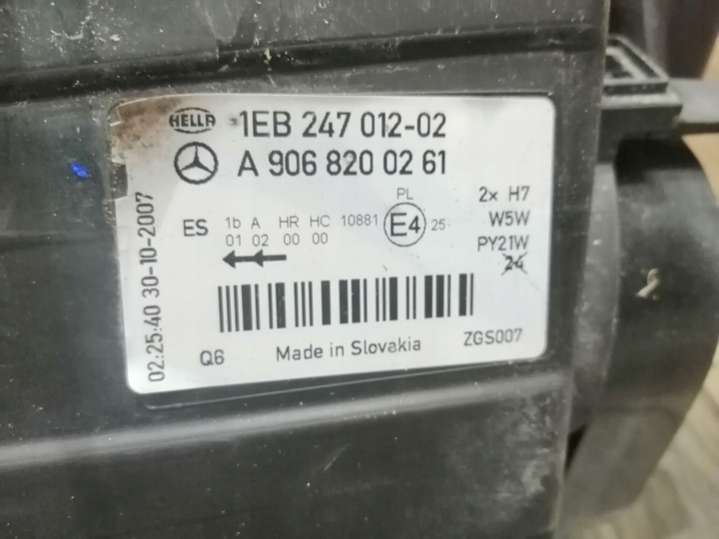 HELLA 1EB 247 012-02
A 906 820 02 61
PL
2x H7
ES 1b A HR HC 10881 E4 25 W5W
01 02 00 00
PY21W
24
Q6 Made in Slovakia ZGS007
02:25:40 30-10-2007